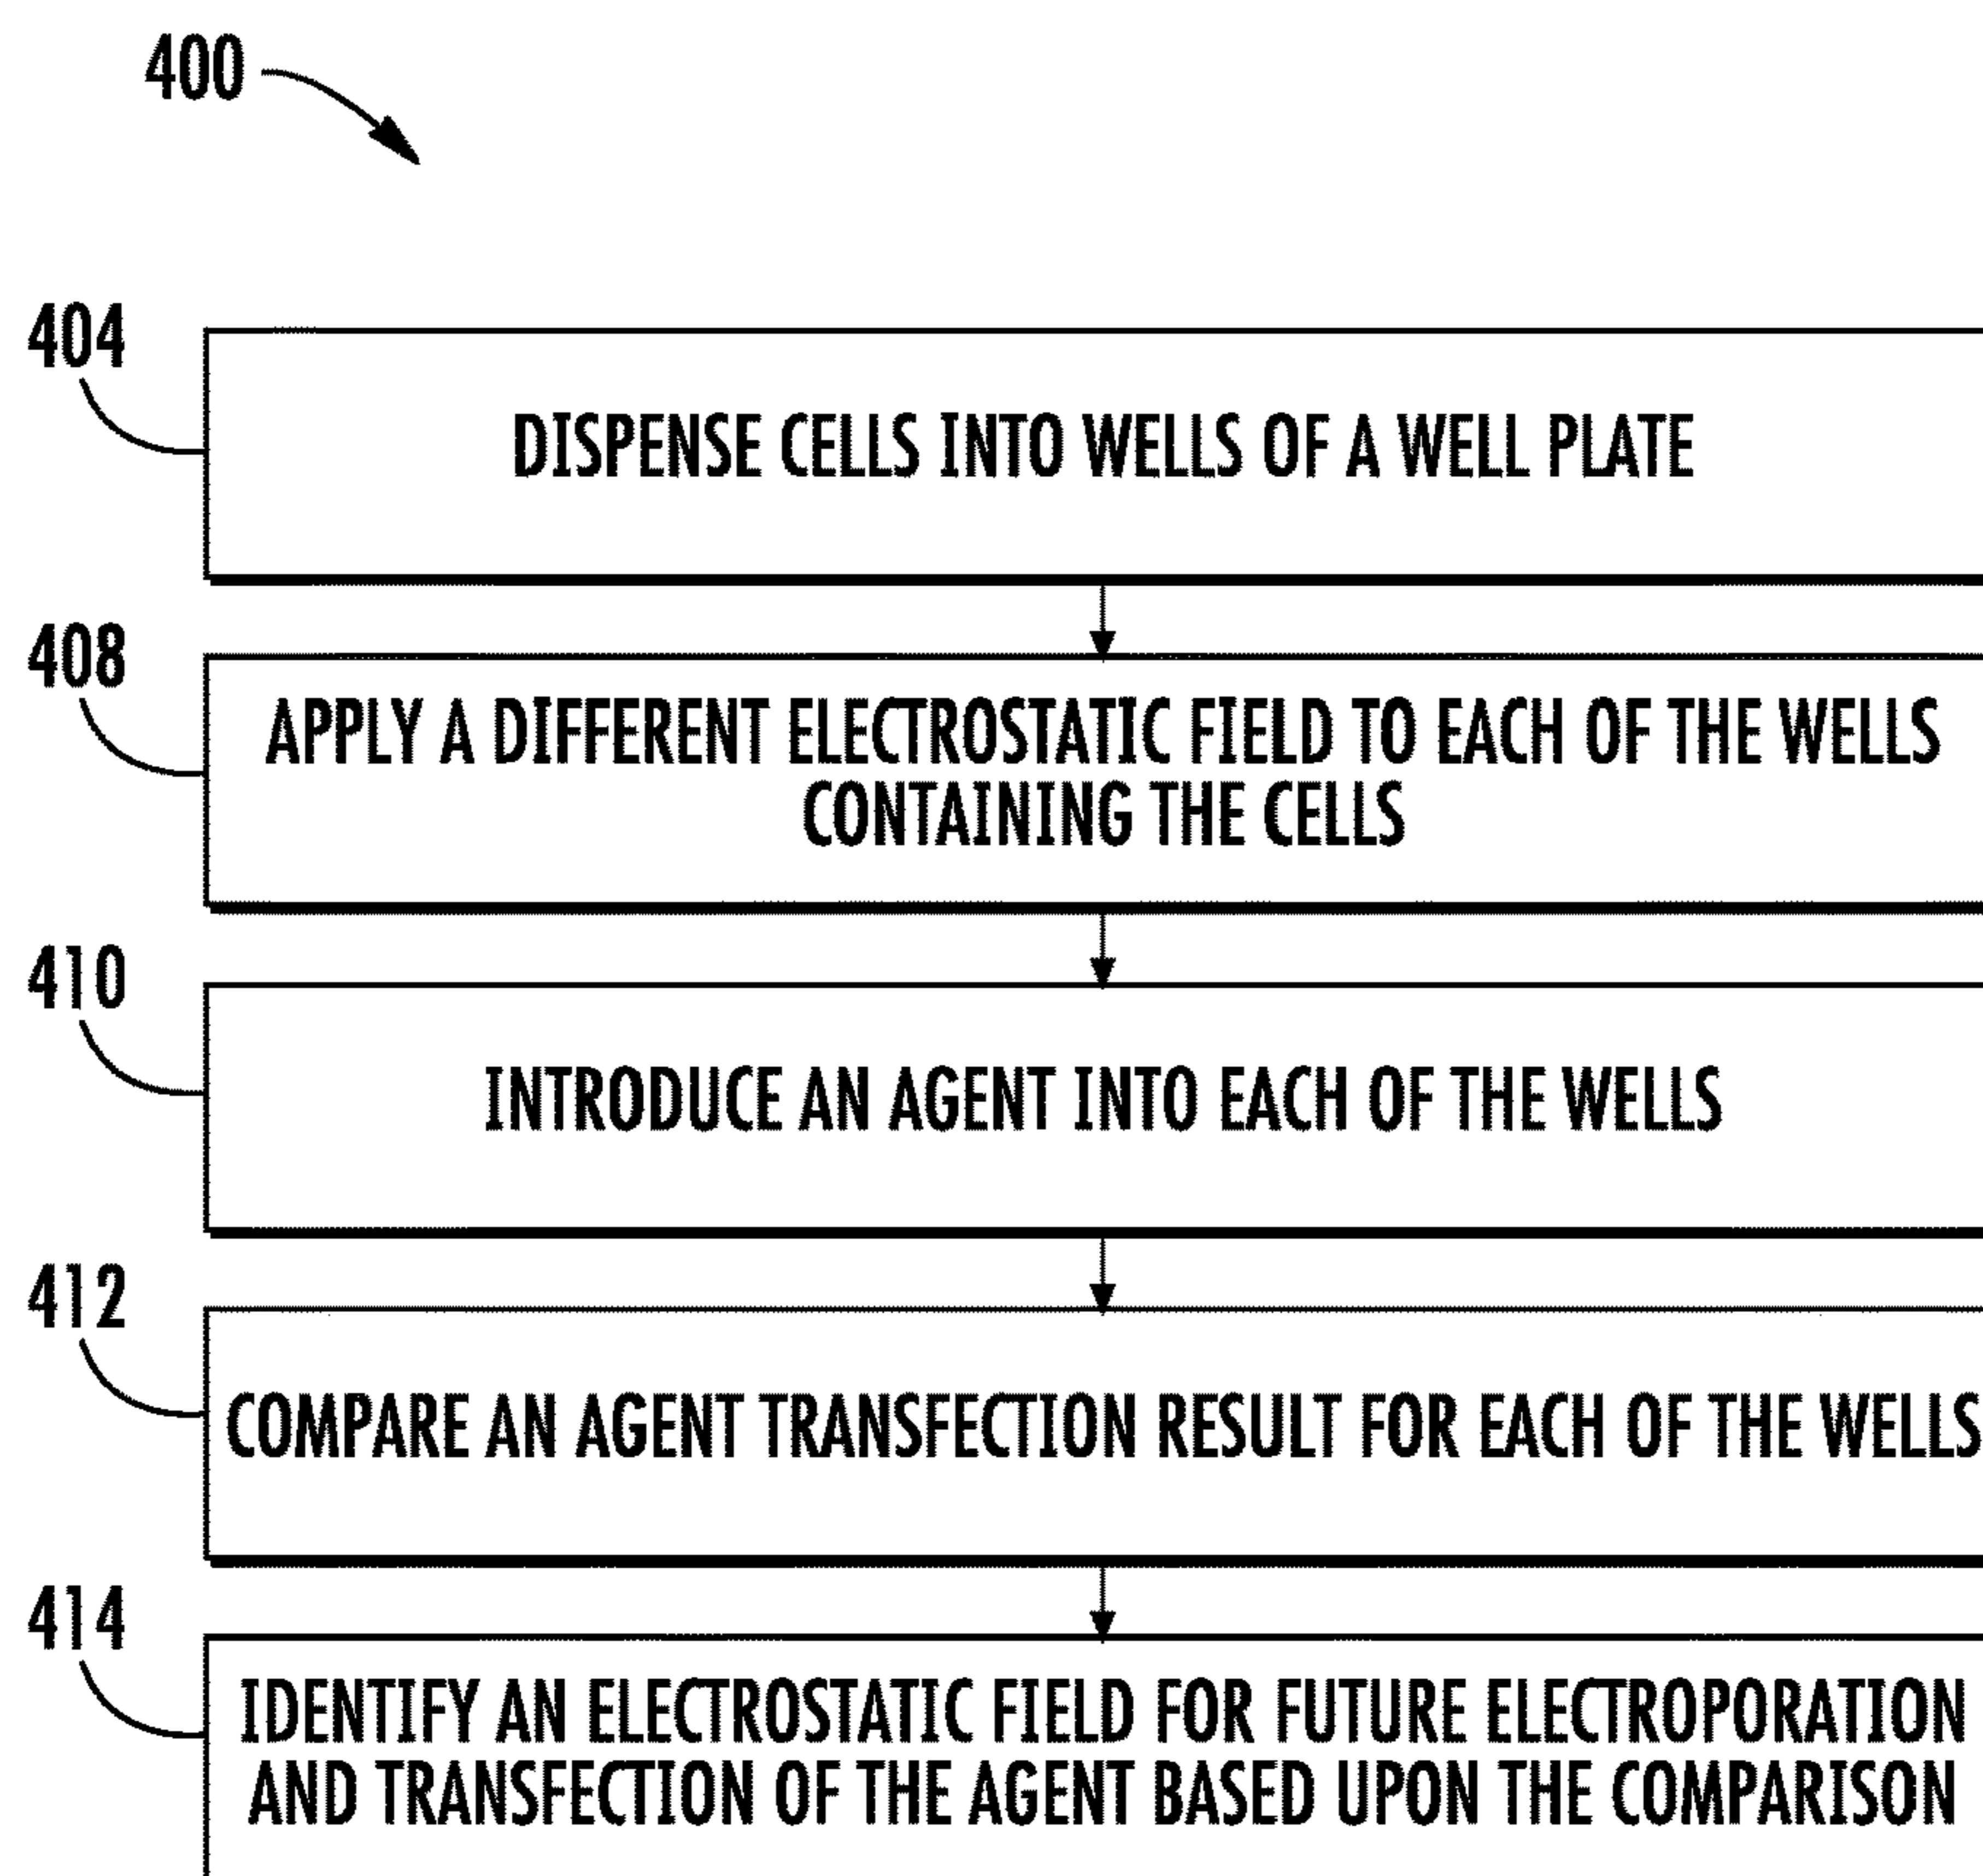 400
404
DISPENSE CELLS INTO WELLS OF A WELL PLATE
408
APPLY A DIFFERENT ELECTROSTATIC FIELD TO EACH OF THE WELLS
CONTAINING THE CELLS
410
INTRODUCE AN AGENT INTO EACH OF THE WELLS
412
COMPARE AN AGENT TRANSFECTION RESULT FOR EACH OF THE WELLS
414
IDENTIFY AN ELECTROSTATIC FIELD FOR FUTURE ELECTROPORATION
AND TRANSFECTION OF THE AGENT BASED UPON THE COMPARISON